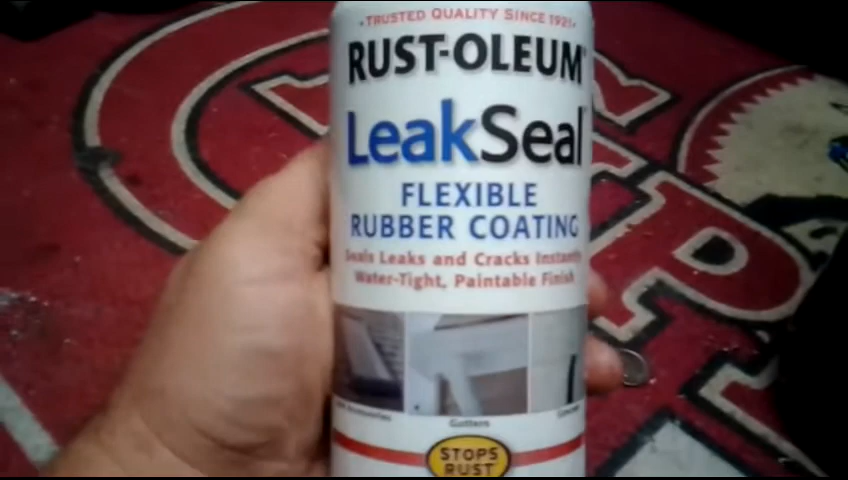 TRUSTED QUALITY SINCE 1921
RUST-OLEUM
LeakSeal
FLEXIBLE
RUBBER COATING
Seals Leaks and Cracks Instantly
Water-Tight, Paintable Finish
Gutters
STOPS
RUST